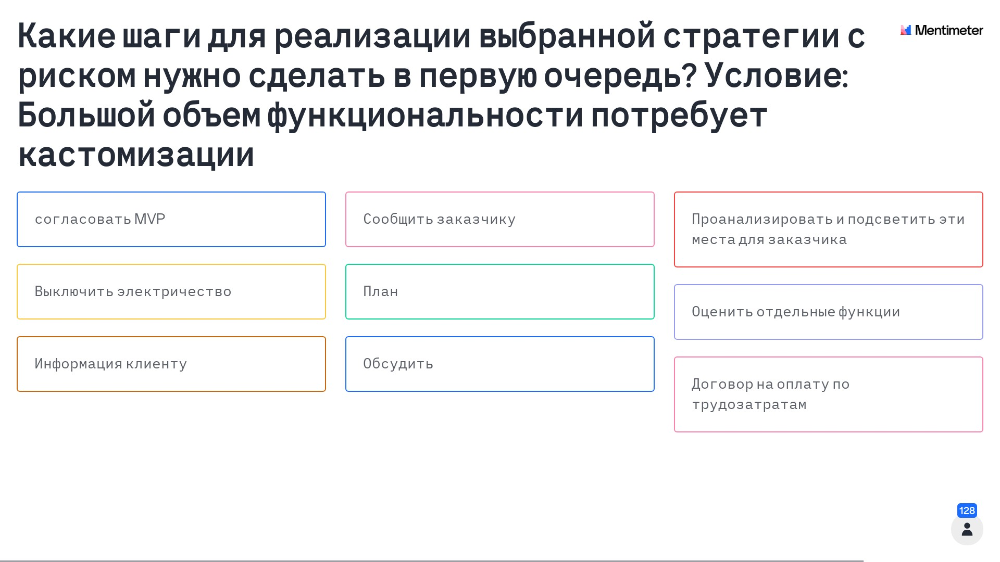 Какие шаги для реализации выбранной стратегии с
риском нужно сделать в первую очередь? Условие:
Большой объем функциональности потребует
кастомизации
Mentimeter
согласовать MVP
Выключить электричество
Информация клиенту
Сообщить заказчику
План
Обсудить
Проанализировать и подсветить эти
места для заказчика
Оценить отдельные функции
Договор на оплату по
трудозатратам
128